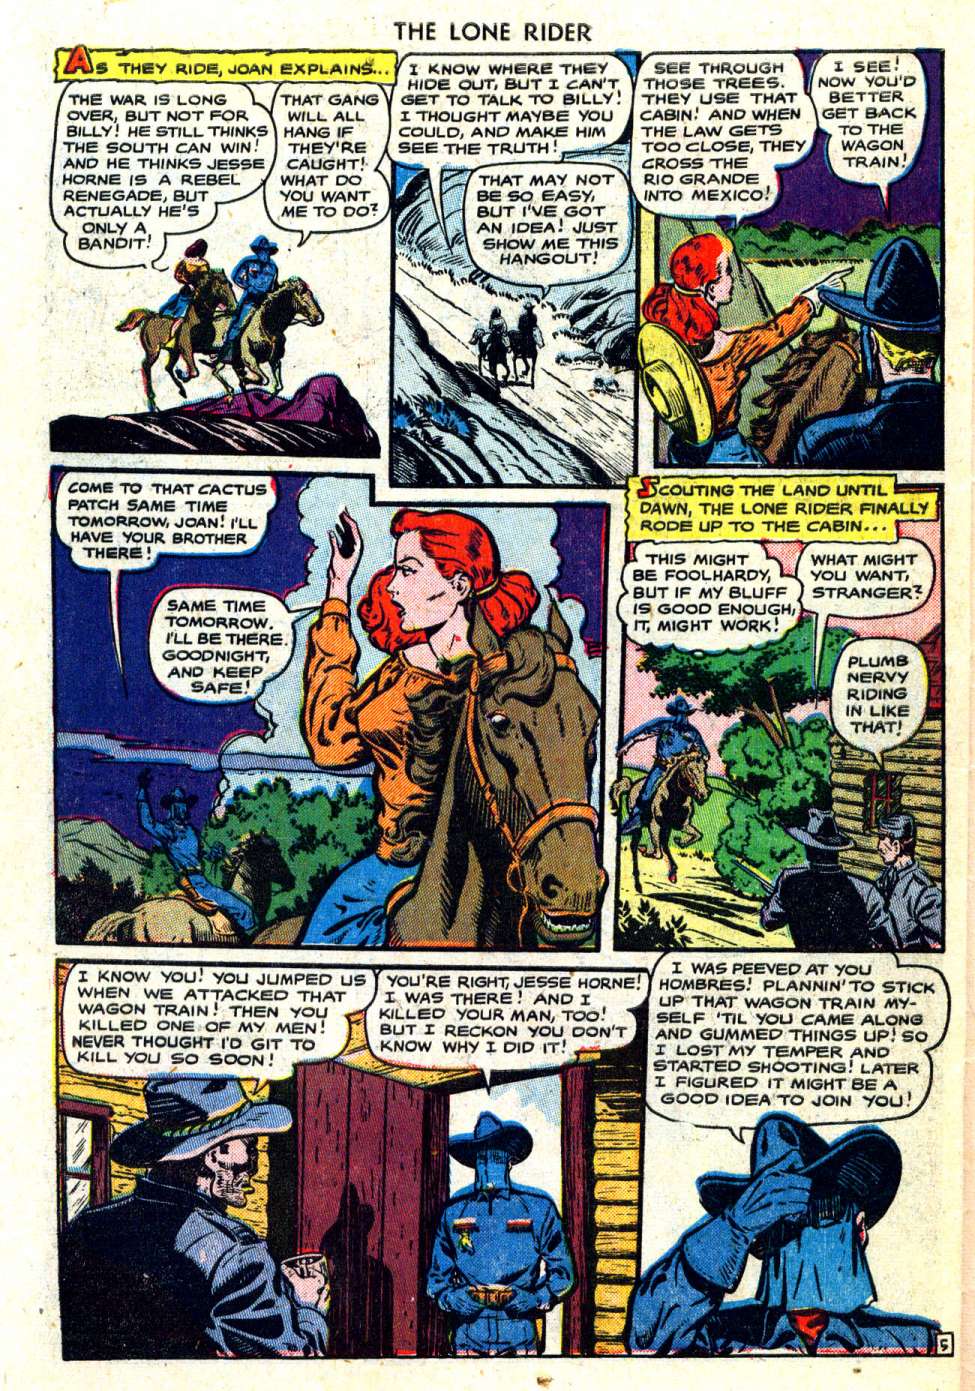 THE LONE RIDER
AS THEY RIDE, JOAN EXPLAINS...
THE WAR IS LONG
OVER, BUT NOT FOR
BILLY! HE STILL THINKS
THE SOUTH CAN WIN!
AND HE THINKS JESSE
HORNE IS A REBEL
RENEGADE, BUT
ACTUALLY HE'S
ONLY A
BANDIT!
THAT GANG
WILL ALL
HANG IF
THEY'RE
CAUGHT!
WHAT DO
YOU WANT
ME TO DO?
I KNOW WHERE THEY
HIDE OUT, BUT I CAN'T
GET TO TALK TO BILLY!
I THOUGHT MAYBE YOU
COULD, AND MAKE HIM
SEE THE TRUTH!
THAT MAY NOT
BE SO EASY,
BUT I'VE GOT
AN IDEA! JUST
SHOW ME THIS
HANGOUT!
SEE THROUGH
THOSE TREES.
THEY USE THAT
CABIN! AND WHEN
THE LAW GETS
TOO CLOSE, THEY
CROSS THE
RIO GRANDE
INTO MEXICO!
I SEE!
NOW YOU'D
BETTER
GET BACK
TO THE
WAGON
TRAIN!
COME TO THAT CACTUS
PATCH SAME TIME
TOMORROW, JOAN! I'LL
HAVE YOUR BROTHER
THERE!
SAME TIME
TOMORROW.
I'LL BE THERE.
GOODNIGHT,
AND KEEP
SAFE!
SCOUTING THE LAND UNTIL
DAWN, THE LONE RIDER FINALLY
RODE UP TO THE CABIN...
THIS MIGHT
BE FOOLHARDY,
BUT IF MY BLUFF
IS GOOD ENOUGH,
IT, MIGHT WORK!
WHAT MIGHT
YOU WANT,
STRANGER?
PLUMB
NERVY
RIDING
IN LIKE
THAT!
I KNOW YOU! YOU JUMPED US
WHEN WE ATTACKED THAT
WAGON TRAIN! THEN YOU
KILLED ONE OF MY MEN!
NEVER THOUGHT I'D GIT TO
KILL YOU SO SOON!
YOU'RE RIGHT, JESSE HORNE!
I WAS THERE! AND I
KILLED YOUR MAN, TOO!
BUT I RECKON YOU DON'T
KNOW WHY I DID IT!
I WAS PEEVED AT YOU
HOMBRES! PLANNIN' TO STICK
UP THAT WAGON TRAIN MY-
SELF 'TIL YOU CAME ALONG
AND GUMMED THINGS UP! SO
I LOST MY TEMPER AND
STARTED SHOOTING! LATER
I FIGURED IT MIGHT BE A
GOOD IDEA TO JOIN YOU!
5